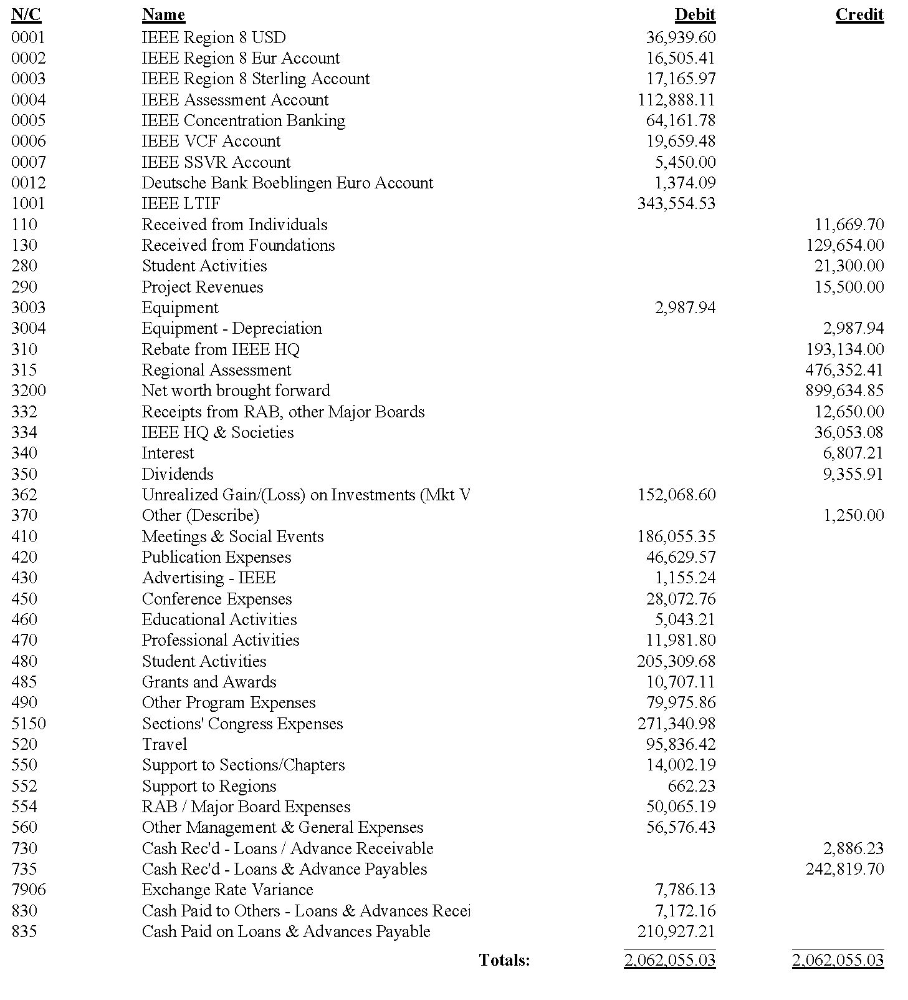 N/C Name Debit Credit
0001 IEEE Region 8 USD 36,939.60
0002 IEEE Region 8 Eur Account 16,505.41
0003 IEEE Region 8 Sterling Account 17,165.97
0004 IEEE Assessment Account 112,888.11
0005 IEEE Concentration Banking 64,161.78
0006 IEEE VCF Account 19,659.48
0007 IEEE SSVR Account 5,450.00
0012 Deutsche Bank Boeblingen Euro Account 1,374.09
1001 IEEE LTIF 343,554.53
110 Received from Individuals 11,669.70
130 Received from Foundations 129,654.00
280 Student Activities 21,300.00
290 Project Revenues 15,500.00
3003 Equipment 2,987.94
3004 Equipment - Depreciation 2,987.94
310 Rebate from IEEE HQ 193,134.00
315 Regional Assessment 476,352.41
3200 Net worth brought forward 899,634.85
332 Receipts from RAB, other Major Boards 12,650.00
334 IEEE HQ & Societies 36,053.08
340 Interest 6,807.21
350 Dividends 9,355.91
362 Unrealized Gain/(Loss) on Investments (Mkt V 152,068.60
370 Other (Describe) 1,250.00
410 Meetings & Social Events 186,055.35
420 Publication Expenses 46,629.57
430 Advertising - IEEE 1,155.24
450 Conference Expenses 28,072.76
460 Educational Activities 5,043.21
470 Professional Activities 11,981.80
480 Student Activities 205,309.68
485 Grants and Awards 10,707.11
490 Other Program Expenses 79,975.86
5150 Sections' Congress Expenses 271,340.98
520 Travel 95,836.42
550 Support to Sections/Chapters 14,002.19
552 Support to Regions 662.23
554 RAB / Major Board Expenses 50,065.19
560 Other Management & General Expenses 56,576.43
730 Cash Rec'd - Loans / Advance Receivable 2,886.23
735 Cash Rec'd - Loans & Advance Payables 242,819.70
7906 Exchange Rate Variance 7,786.13
830 Cash Paid to Others - Loans & Advances Recei 7,172.16
835 Cash Paid on Loans & Advances Payable 210,927.21
Totals: 2,062,055.03 2,062,055.03